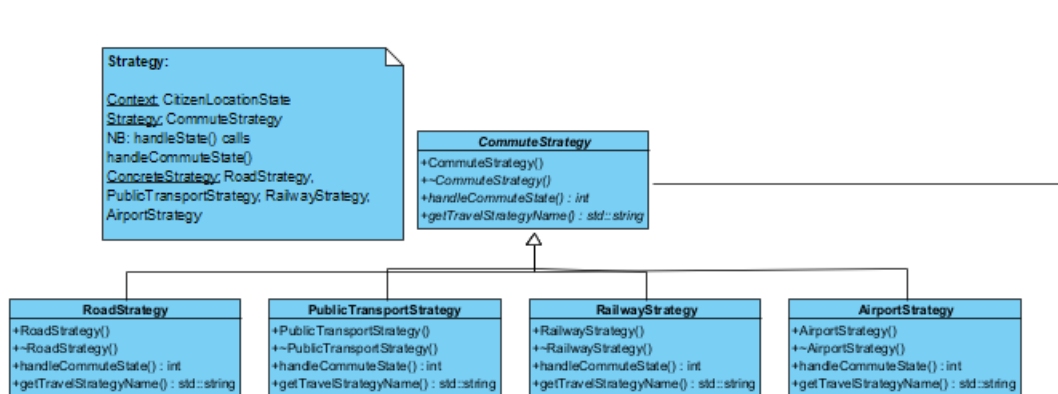 Strategy:
Context: CitizenLocationState
Strategy: CommuteStrategy
NB: handleState() calls
handleCommuteState()
ConcreteStrategy: RoadStrategy,
PublicTransportStrategy, RailwayStrategy,
AirportStrategy
CommuteStrategy
+CommuteStrategy()
+~CommuteStrategy()
+handleCommuteState() : int
+getTravelStrategyName() : std::string
RoadStrategy
+RoadStrategy()
+~RoadStrategy()
+handleCommuteState() : int
+getTravelStrategyName() : std::string
PublicTransportStrategy
+PublicTransportStrategy()
+~PublicTransportStrategy()
+handleCommuteState() : int
+getTravelStrategyName() : std::string
RailwayStrategy
+RailwayStrategy()
+~RailwayStrategy()
+handleCommuteState() : int
+getTravelStrategyName() : std::string
AirportStrategy
+AirportStrategy()
+~AirportStrategy()
+handleCommuteState() : int
+getTravelStrategyName() : std::string